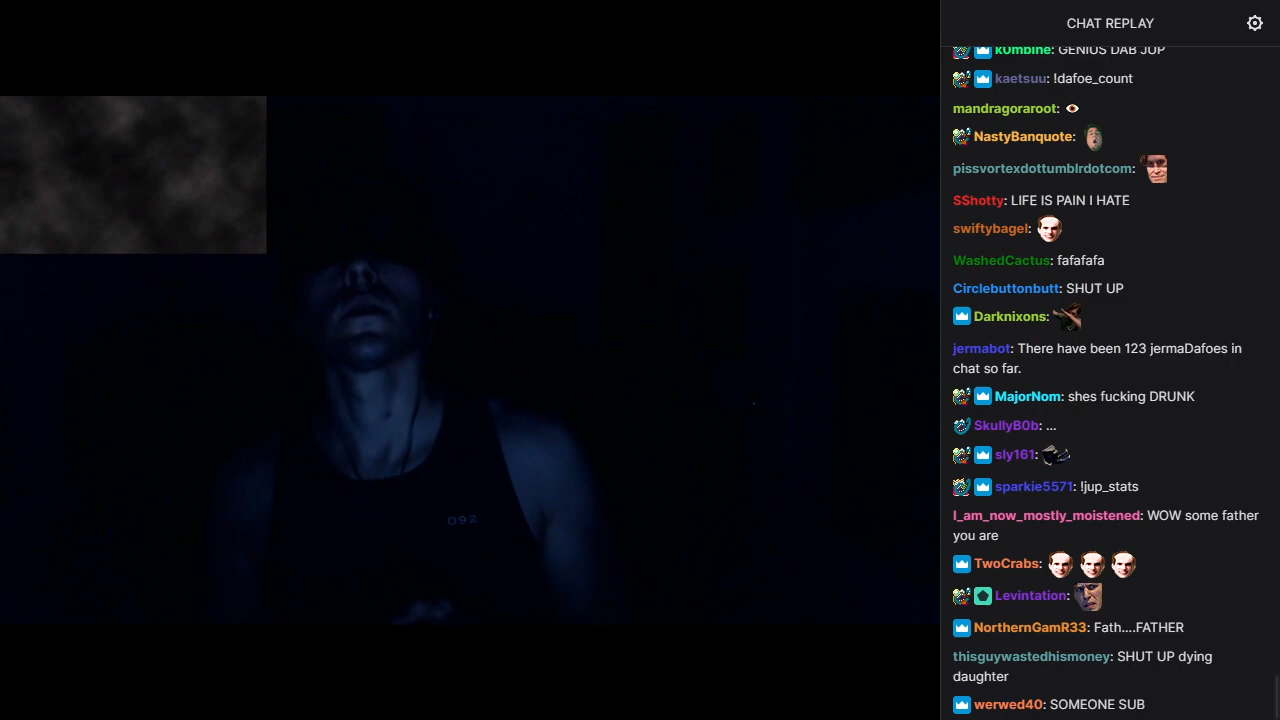 CHAT REPLAY
kUmbine: GENIUS DAB JUP
kaetsuu: !dafoe_count
mandragoraroot:
NastyBanquote:
pissvortexdottumblrdotcom:
SShotty: LIFE IS PAIN I HATE
swiftybagel:
WashedCactus: fafafafa
Circlebuttonbutt: SHUT UP
Darknixons:
jermabot: There have been 123 jermaDafoes in
chat so far.
MajorNom: shes fucking DRUNK
SkullyB0b: ...
sly161:
sparkie5571: !jup_stats
I_am_now_mostly_moistened: WOW some father
you are
TwoCrabs:
Levintation:
NorthernGamR33: Fath....FATHER
thisguywastedhismoney: SHUT UP dying
daughter
werwed40: SOMEONE SUB
092